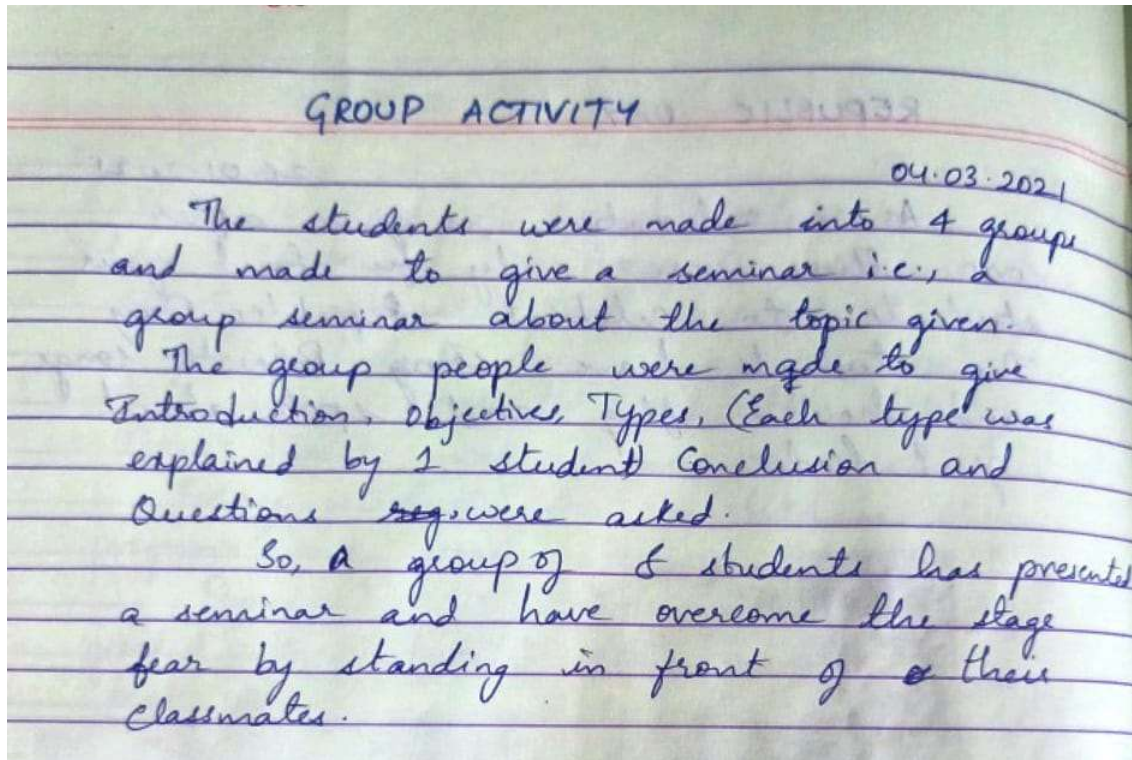 GROUP ACTIVITY
04.03.2021
The students were made into 4 groups
and made to give a seminar i.e., a
group seminar about the topic given.
The group people were made to give
Introduction, Objectives, Types, (Each type was
explained by 1 student) Conclusion and
Questions were asked.
So, a group of students has presented
a seminar and have overcome the stage
fear by standing in front of their
classmates.